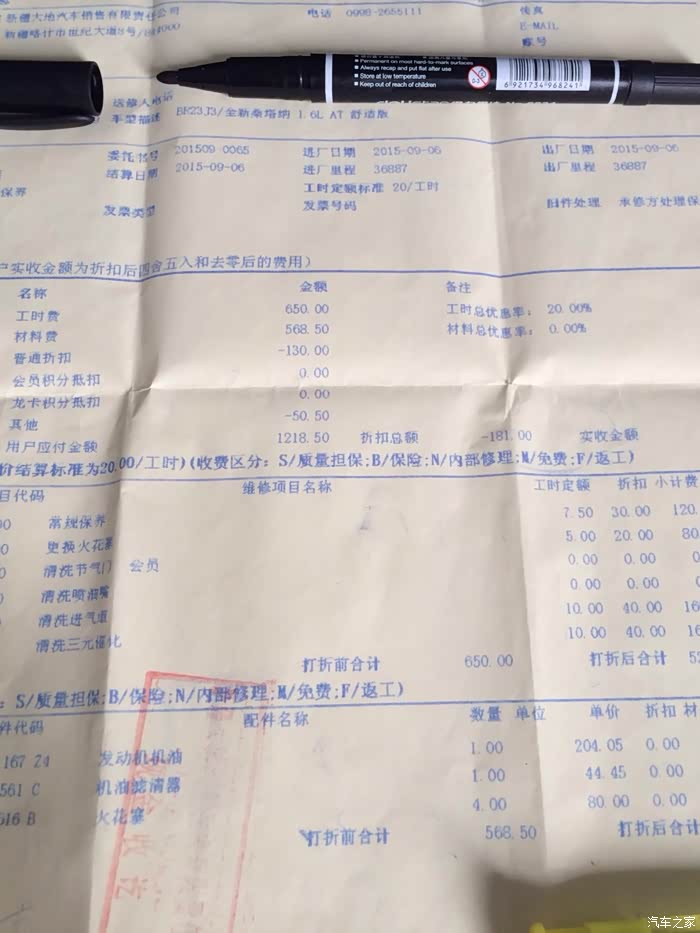 新疆大地汽车销售有限责任公司 电话 0998-2655111 传真
新疆喀什市世纪大道8号/844000 E-MAIL
账号
Permanent on most hard-to-mark surfaces
Always recap and put flat after use
Store at low temperature
Keep out of reach of children
6 921734 968241
送修人电话
车型描述 BF23J3/全新桑塔纳 1.6L AT 舒适版
委托书号 201509 0065 进厂日期 2015-09-06 出厂日期 2015-09-06
结算日期 2015-09-06 进厂里程 36887 出厂里程 36887
保养 工时定额标准 20/工时
发票类型 发票号码 旧件处理 承修方处理保
户实收金额为折扣后四舍五入和去零后的费用)
名称 金额 备注
工时费 650.00 工时总优惠率: 20.00%
材料费 568.50 材料总优惠率: 0.00%
普通折扣 -130.00
会员积分抵扣 0.00
龙卡积分抵扣 0.00
其他 -50.50
用户应付金额 1218.50 折扣总额 -181.00 实收金额
价结算标准为20.00/工时)(收费区分: S/质量担保;B/保险;N/内部修理;M/免费;F/返工)
目代码 维修项目名称 工时定额 折扣 小计费
00 常规保养 7.50 30.00 120.
0 更换火花塞 5.00 20.00 80
0 清洗节气门 会员 0.00 0.00 0.
0 清洗喷油嘴 0.00 0.00 0.
清洗进气道 10.00 40.00 16
清洗三元催化 10.00 40.00 16
打折前合计 650.00 打折后合计 52
: S/质量担保;B/保险;N/内部修理;M/免费;F/返工)
件代码 配件名称 数量 单位 单价 折扣 材
167 Z4 发动机机油 1.00 204.05 0.00
561 C 机油滤清器 1.00 44.45 0.00
616 B 火花塞 4.00 80.00 0.00
打折前合计 568.50 打折后合计
汽车之家